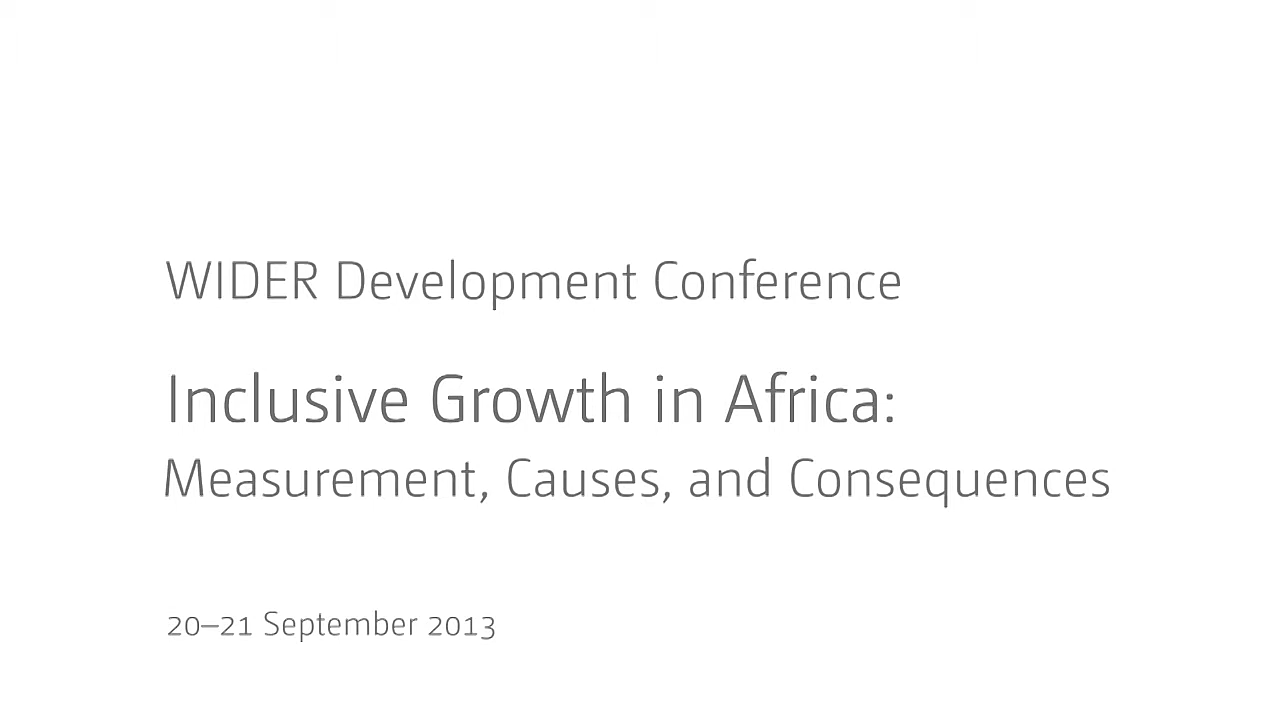 WIDER Development Conference
Inclusive Growth in Africa:
Measurement, Causes, and Consequences
20–21 September 2013